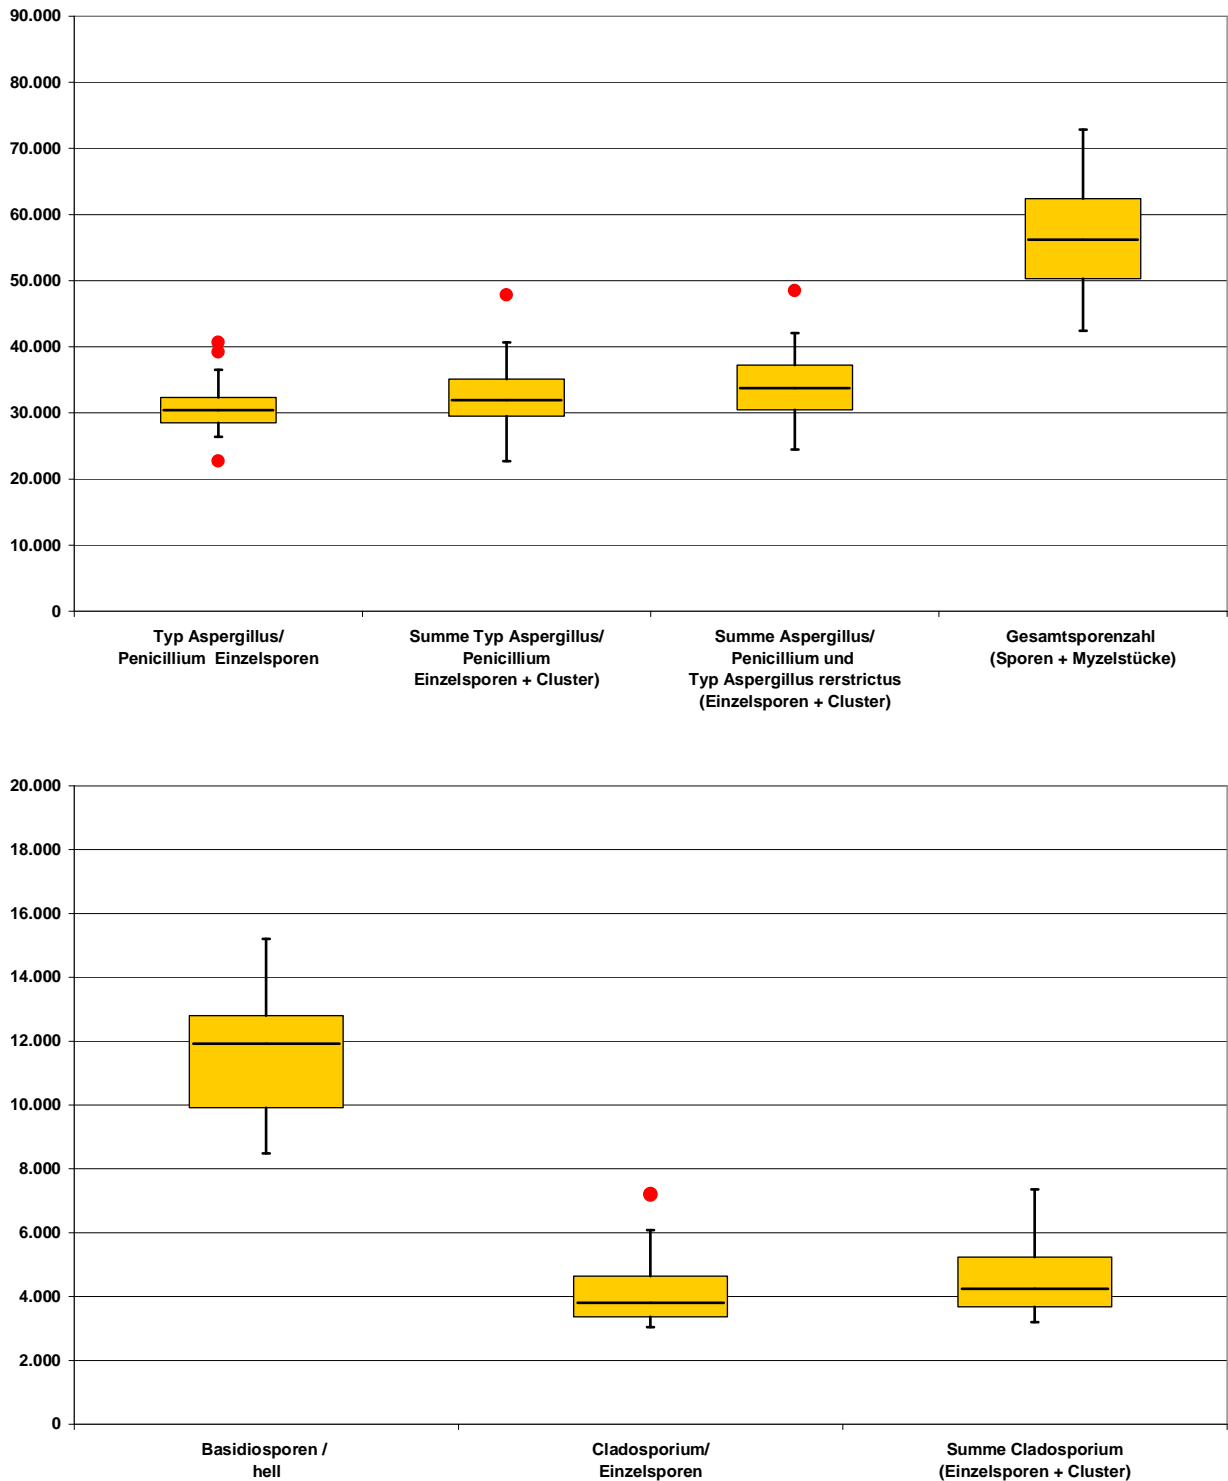 90.000
80.000
70.000
60.000
50.000
40.000
30.000
20.000
10.000
0
Typ Aspergillus/
Penicillium Einzelsporen
Summe Typ Aspergillus/
Penicillium
Einzelsporen + Cluster)
Summe Aspergillus/
Penicillium und
Typ Aspergillus rerstrictus
(Einzelsporen + Cluster)
Gesamtsporenzahl
(Sporen + Myzelstücke)
20.000
18.000
16.000
14.000
12.000
10.000
8.000
6.000
4.000
2.000
0
Basidiosporen /
hell
Cladosporium/
Einzelsporen
Summe Cladosporium
(Einzelsporen + Cluster)